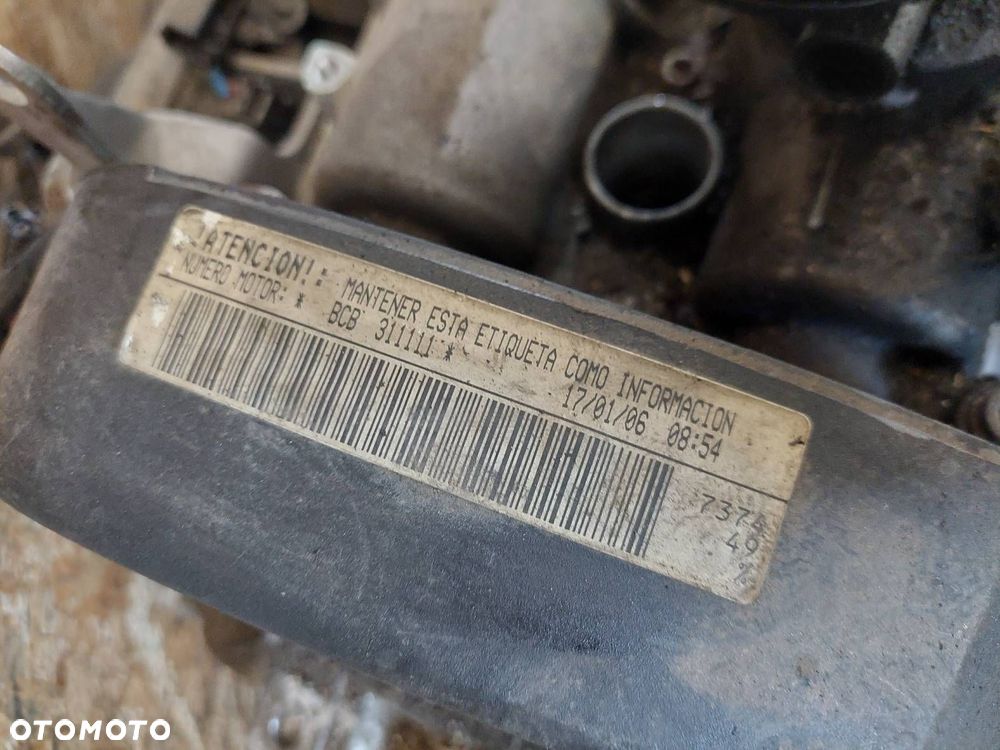 ¡ATENCION!: MANTENER ESTA ETIQUETA COMO INFORMACION
NUMERO MOTOR: * BCB 311111 * 17/01/06 08:54
7374
49
OTOMOTO